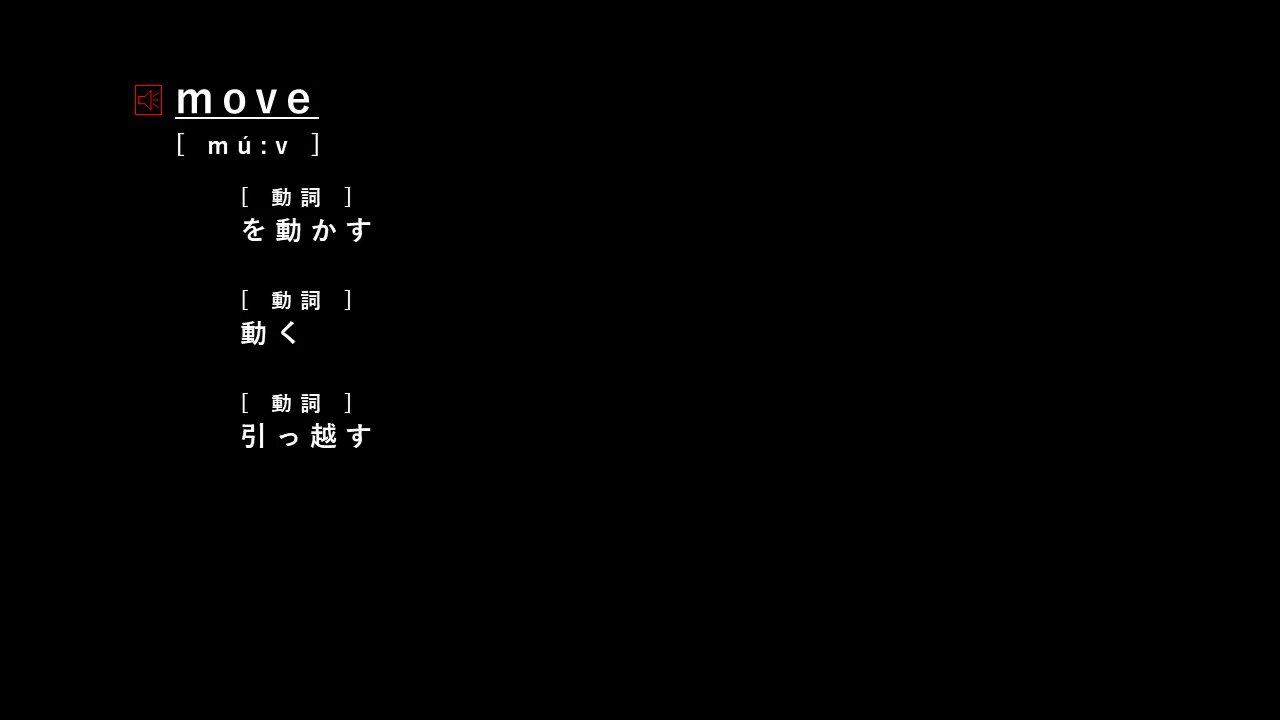 move
[ mú:v ]
[ 動詞 ]
を動かす
[ 動詞 ]
動く
[ 動詞 ]
引っ越す